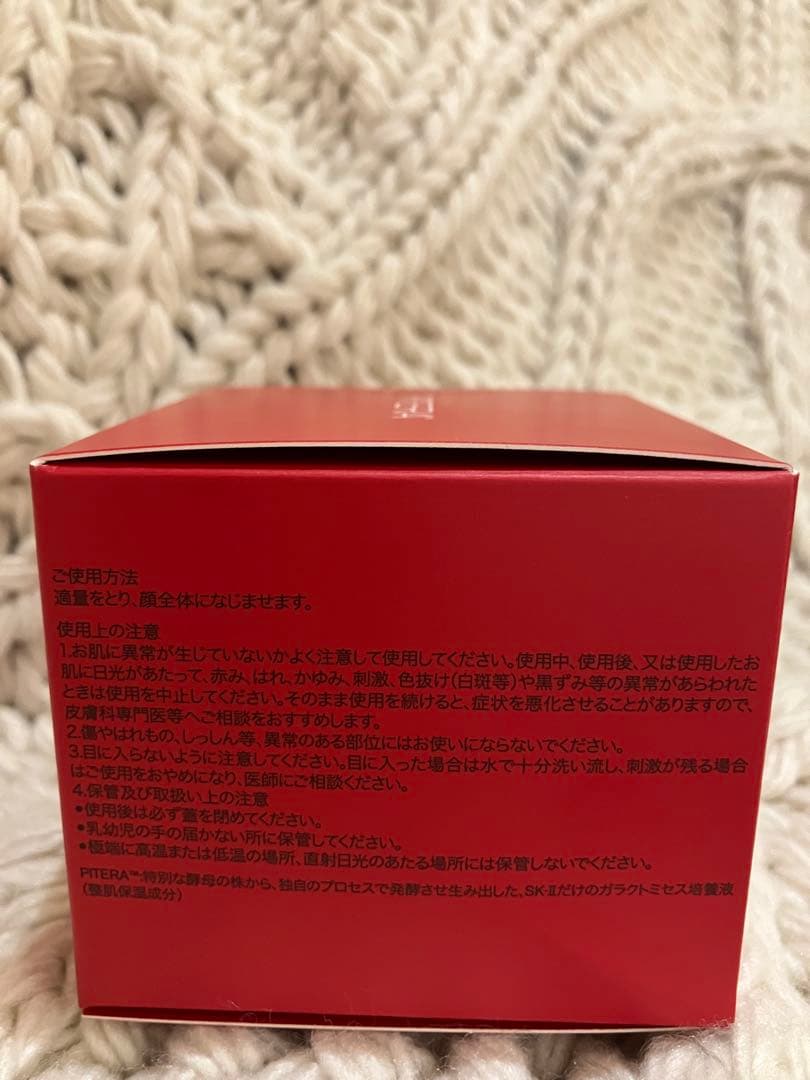 ご使用方法
適量をとり、顔全体になじませます。
使用上の注意
1.お肌に異常が生じていないかよく注意して使用してください。使用中、使用後、又は使用したお
肌に日光があたって、赤み、はれ、かゆみ、刺激、色抜け(白斑等)や黒ずみ等の異常があらわれた
ときは使用を中止してください。そのまま使用を続けると、症状を悪化させることがありますので、
皮膚科専門医等へご相談をおすすめします。
2.傷やはれもの、しっしん等、異常のある部位にはお使いにならないでください。
3.目に入らないように注意してください。目に入った場合は水で十分洗い流し、刺激が残る場合
はご使用をおやめになり、医師にご相談ください。
4.保管及び取扱い上の注意
•使用後は必ず蓋を閉めてください。
•乳幼児の手の届かない所に保管してください。
•極端に高温または低温の場所、直射日光のあたる場所には保管しないでください。
PITERA™:特別な酵母の株から、独自のプロセスで発酵させ生み出した、SK-IIだけのガラクトミセス培養液
(整肌保湿成分)